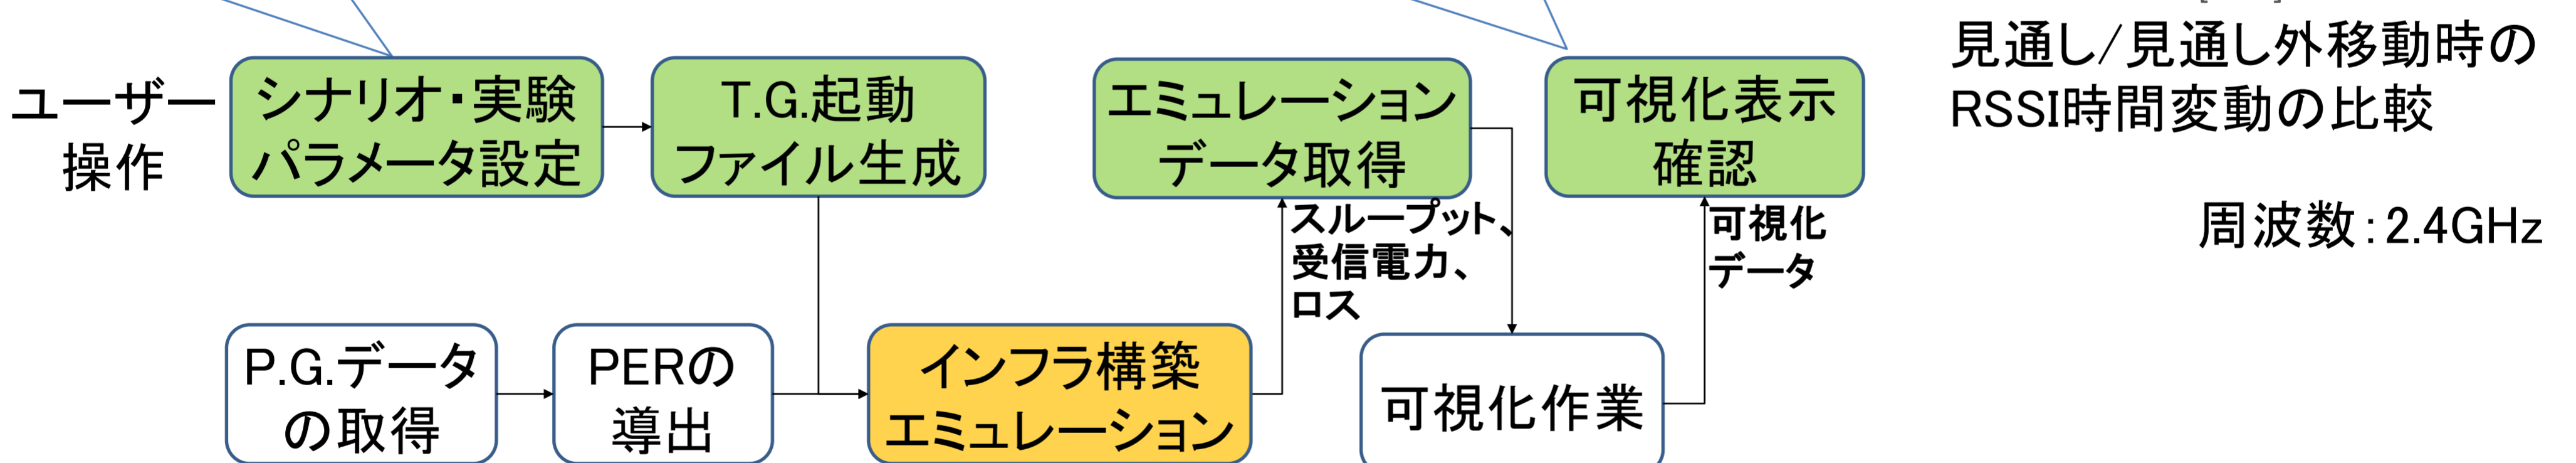 ユーザー
操作
シナリオ・実験
パラメータ設定
T.G.起動
ファイル生成
エミュレーション
データ取得
可視化表示
確認
見通し/見通し外移動時の
RSSI時間変動の比較
周波数：2.4GHz
スループット、
受信電力、
ロス
可視化
データ
P.G.データ
の取得
PERの
導出
インフラ構築
エミュレーション
可視化作業